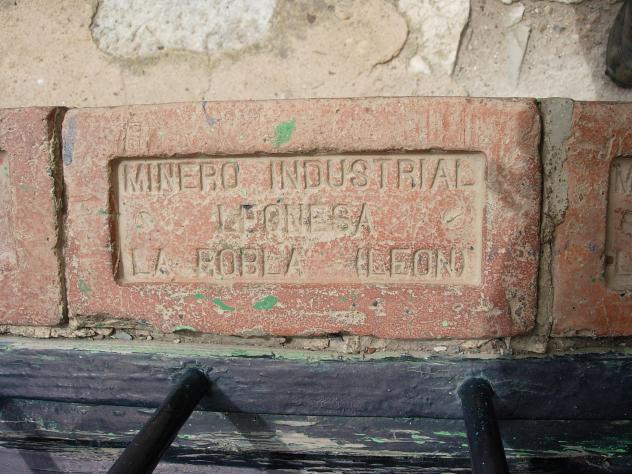 MINERO INDUSTRIAL
LEONESA
LA ROBLA (LEON)